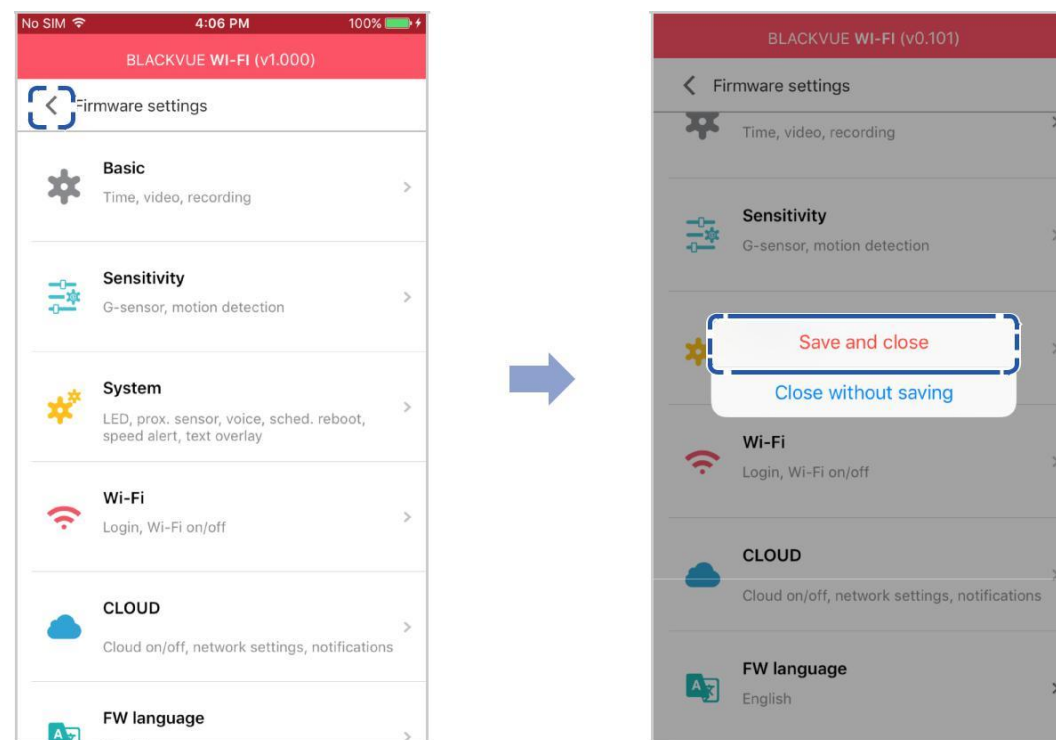 No SIM 4:06 PM 100%
BLACKVUE WI-FI (v1.000)
Firmware settings
Basic
Time, video, recording
Sensitivity
G-sensor, motion detection
System
LED, prox. sensor, voice, sched. reboot,
speed alert, text overlay
Wi-Fi
Login, Wi-Fi on/off
CLOUD
Cloud on/off, network settings, notifications
FW language
BLACKVUE WI-FI (v0.101)
Firmware settings
Time, video, recording
Sensitivity
G-sensor, motion detection
Save and close
Close without saving
Wi-Fi
Login, Wi-Fi on/off
CLOUD
Cloud on/off, network settings, notifications
FW language
English